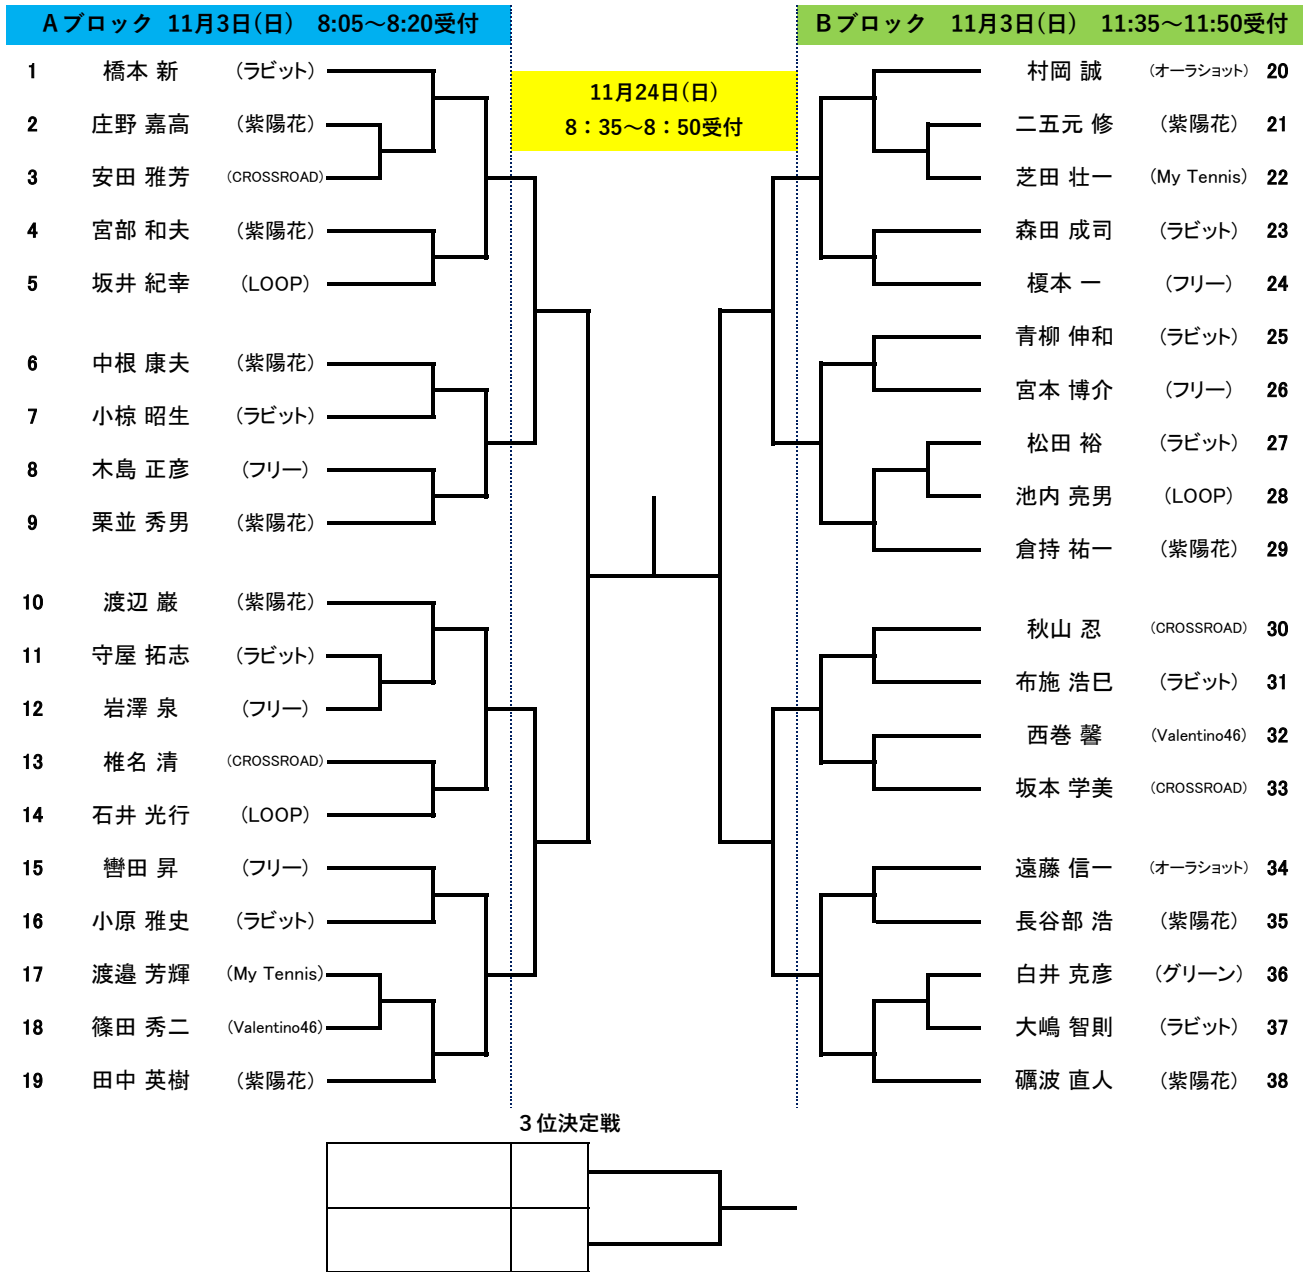 Aブロック 11月3日(日) 8:05～8:20受付
1 橋本 新 (ラビット)
2 庄野 嘉高 (紫陽花)
3 安田 雅芳 (CROSSROAD)
4 宮部 和夫 (紫陽花)
5 坂井 紀幸 (LOOP)
6 中根 康夫 (紫陽花)
7 小椋 昭生 (ラビット)
8 木島 正彦 (フリー)
9 栗並 秀男 (紫陽花)
10 渡辺 巌 (紫陽花)
11 守屋 拓志 (ラビット)
12 岩澤 泉 (フリー)
13 椎名 清 (CROSSROAD)
14 石井 光行 (LOOP)
15 轡田 昇 (フリー)
16 小原 雅史 (ラビット)
17 渡邉 芳輝 (My Tennis)
18 篠田 秀二 (Valentino46)
19 田中 英樹 (紫陽花)
11月24日(日)
8：35～8：50受付
Bブロック 11月3日(日) 11:35～11:50受付
村岡 誠 (オーラショット) 20
二五元 修 (紫陽花) 21
芝田 壮一 (My Tennis) 22
森田 成司 (ラビット) 23
榎本 一 (フリー) 24
青柳 伸和 (ラビット) 25
宮本 博介 (フリー) 26
松田 裕 (ラビット) 27
池内 亮男 (LOOP) 28
倉持 祐一 (紫陽花) 29
秋山 忍 (CROSSROAD) 30
布施 浩巳 (ラビット) 31
西巻 馨 (Valentino46) 32
坂本 学美 (CROSSROAD) 33
遠藤 信一 (オーラショット) 34
長谷部 浩 (紫陽花) 35
白井 克彦 (グリーン) 36
大嶋 智則 (ラビット) 37
礪波 直人 (紫陽花) 38
３位決定戦